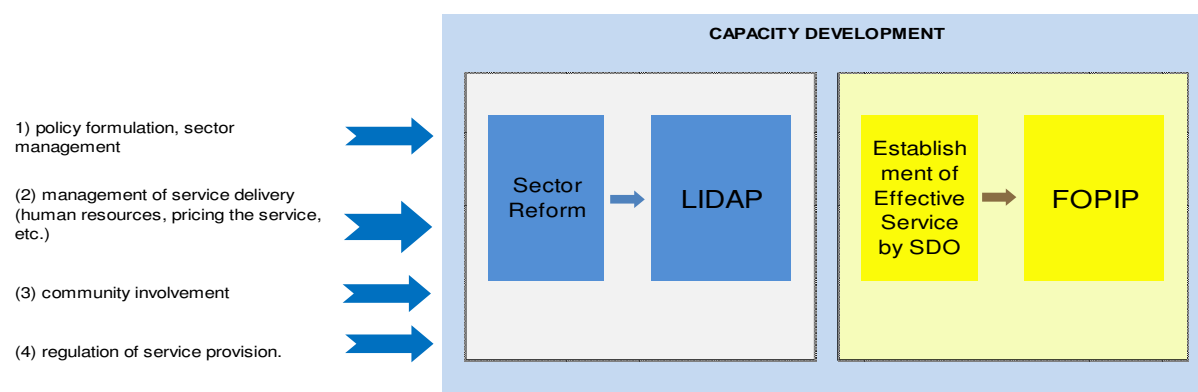 CAPACITY DEVELOPMENT
1) policy formulation, sector
management
(2) management of service delivery
(human resources, pricing the service,
etc.)
(3) community involvement
(4) regulation of service provision.
Sector
Reform
LIDAP
Establish
ment of
Effective
Service
by SDO
FOPIP